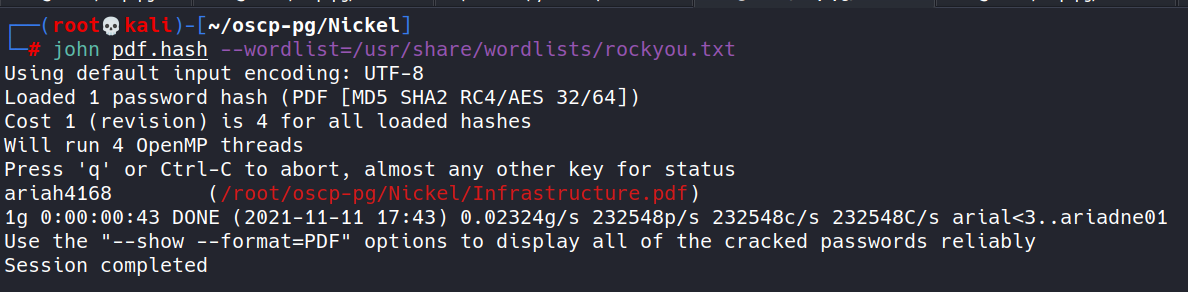 ┌──(root💀kali)-[~/oscp-pg/Nickel]
└─# john pdf.hash --wordlist=/usr/share/wordlists/rockyou.txt
Using default input encoding: UTF-8
Loaded 1 password hash (PDF [MD5 SHA2 RC4/AES 32/64])
Cost 1 (revision) is 4 for all loaded hashes
Will run 4 OpenMP threads
Press 'q' or Ctrl-C to abort, almost any other key for status
ariah4168        (/root/oscp-pg/Nickel/Infrastructure.pdf)
1g 0:00:00:43 DONE (2021-11-11 17:43) 0.02324g/s 232548p/s 232548c/s 232548C/s arial<3..ariadne01
Use the "--show --format=PDF" options to display all of the cracked passwords reliably
Session completed